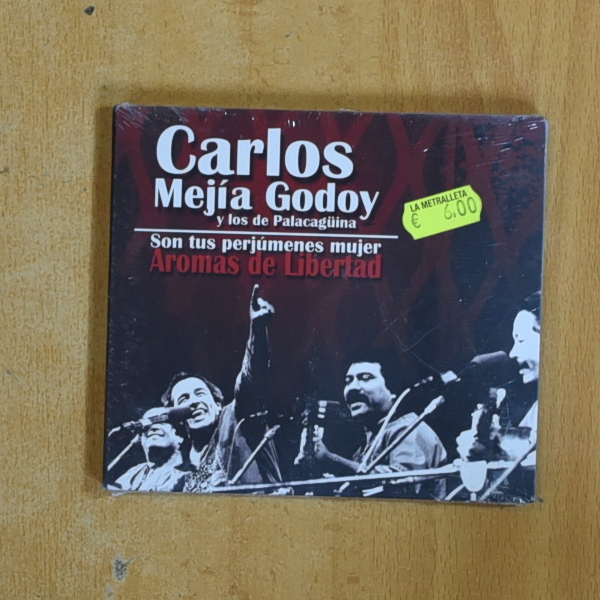 Carlos
Mejía Godoy
y los de Palacagüina
Son tus perjúmenes mujer
Aromas de Libertad
LA METRALLETA
€ 6.00